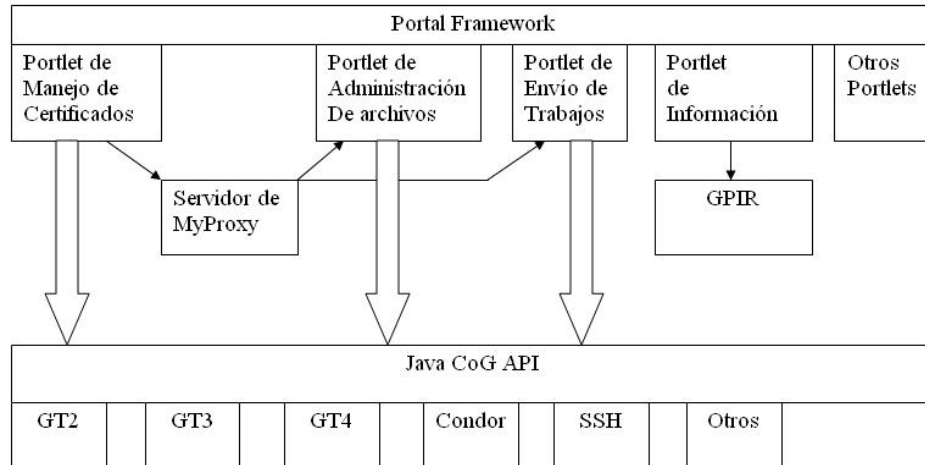 Portal Framework
Portlet de
Manejo de
Certificados
Portlet de
Administración
De archivos
Portlet de
Envío de
Trabajos
Portlet
de
Información
Otros
Portlets
Servidor de
MyProxy
GPIR
Java CoG API
GT2
GT3
GT4
Condor
SSH
Otros